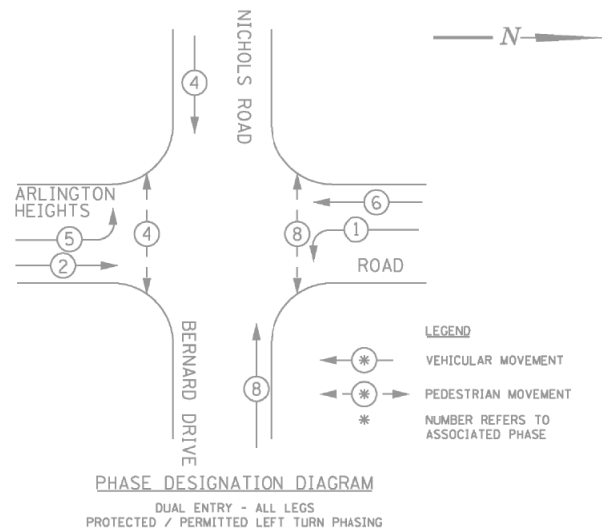 NICHOLS ROAD
N
4
ARLINGTON
HEIGHTS
6
5
4
8
1
2
ROAD
BERNARD DRIVE
8
LEGEND
* VEHICULAR MOVEMENT
* PEDESTRIAN MOVEMENT
* NUMBER REFERS TO
ASSOCIATED PHASE
PHASE DESIGNATION DIAGRAM
DUAL ENTRY - ALL LEGS
PROTECTED / PERMITTED LEFT TURN PHASING